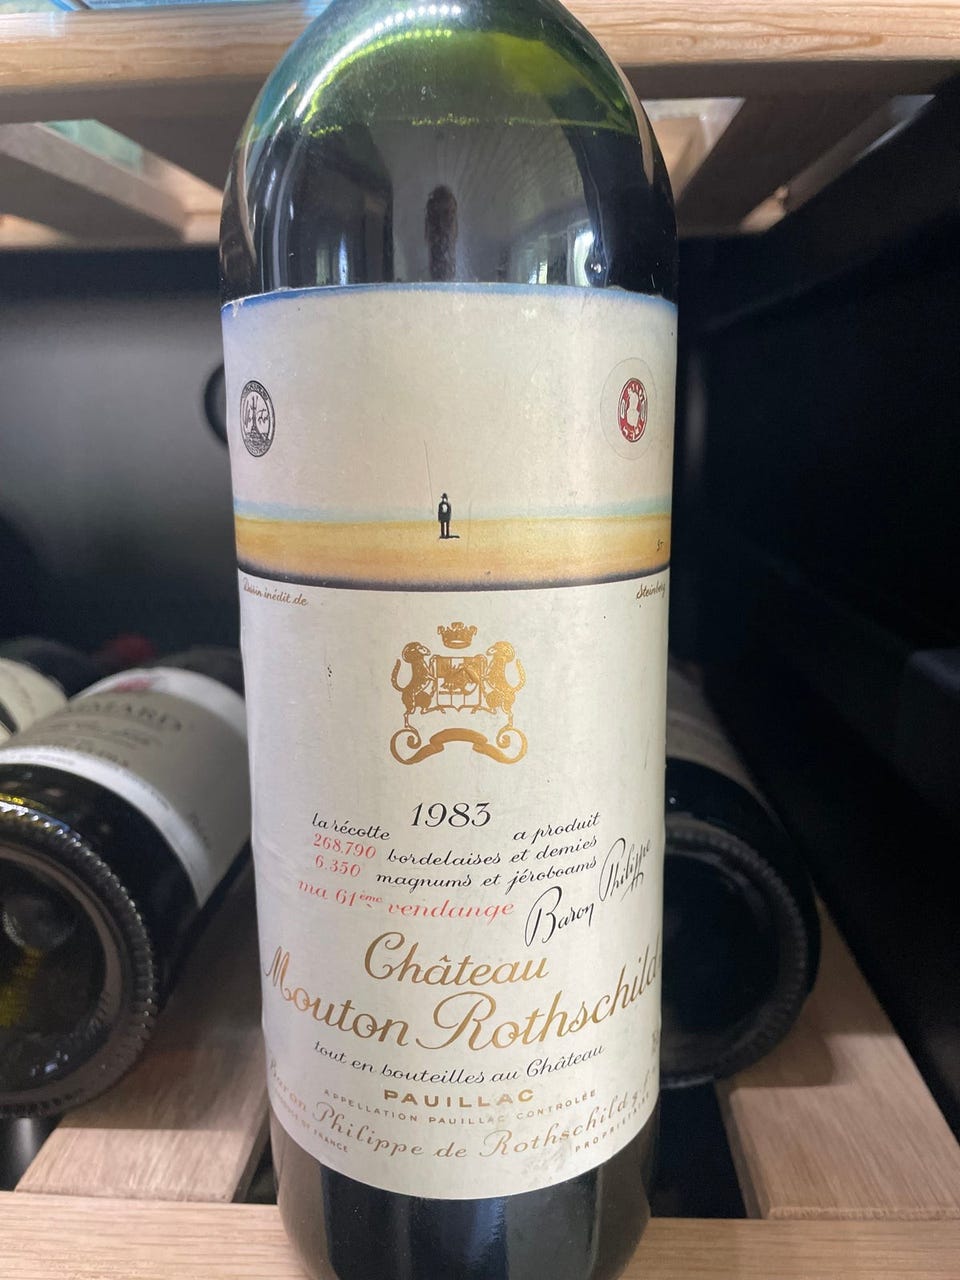 Dessin inédit de
Steinberg
ST
1983
la récolte a produit
268.790 bordelaises et demies
6.350 magnums et jéroboams
ma 61ème vendange
Baron Philippe
Château
Mouton Rothschild
tout en bouteilles au Château
PAUILLAC
APPELLATION PAUILLAC CONTROLÉE
Baron Philippe de Rothschild
PROPRIETAIRE
FRANCE